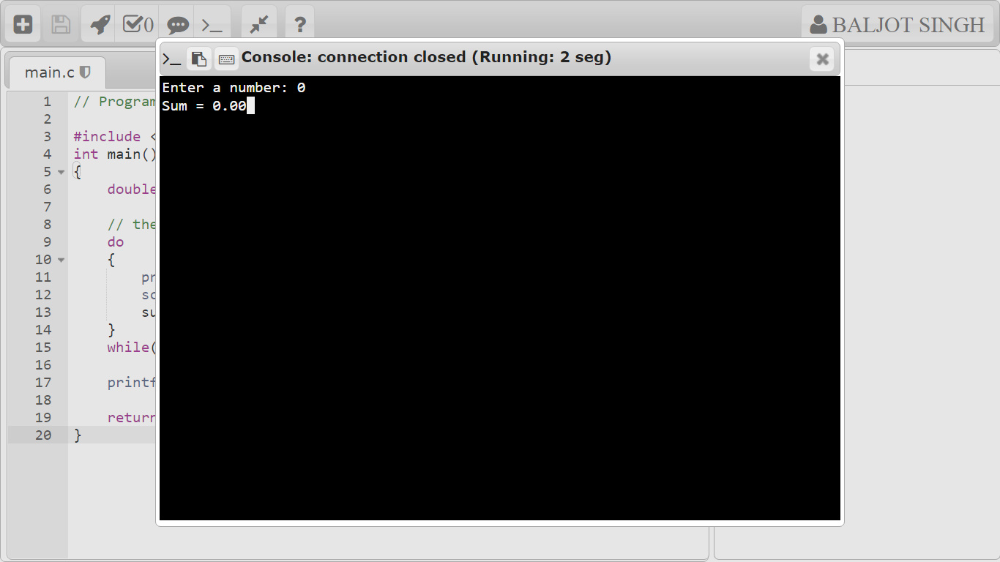 0
BALJOT SINGH
>_ Console: connection closed (Running: 2 seg)
main.c
Enter a number: 0
Sum = 0.00
1 // Program
2
3 #include <
4 int main()
5 {
6 double
7
8 // the
9 do
10 {
11 pr
12 sc
13 su
14 }
15 while(
16
17 printf
18
19 return
20 }